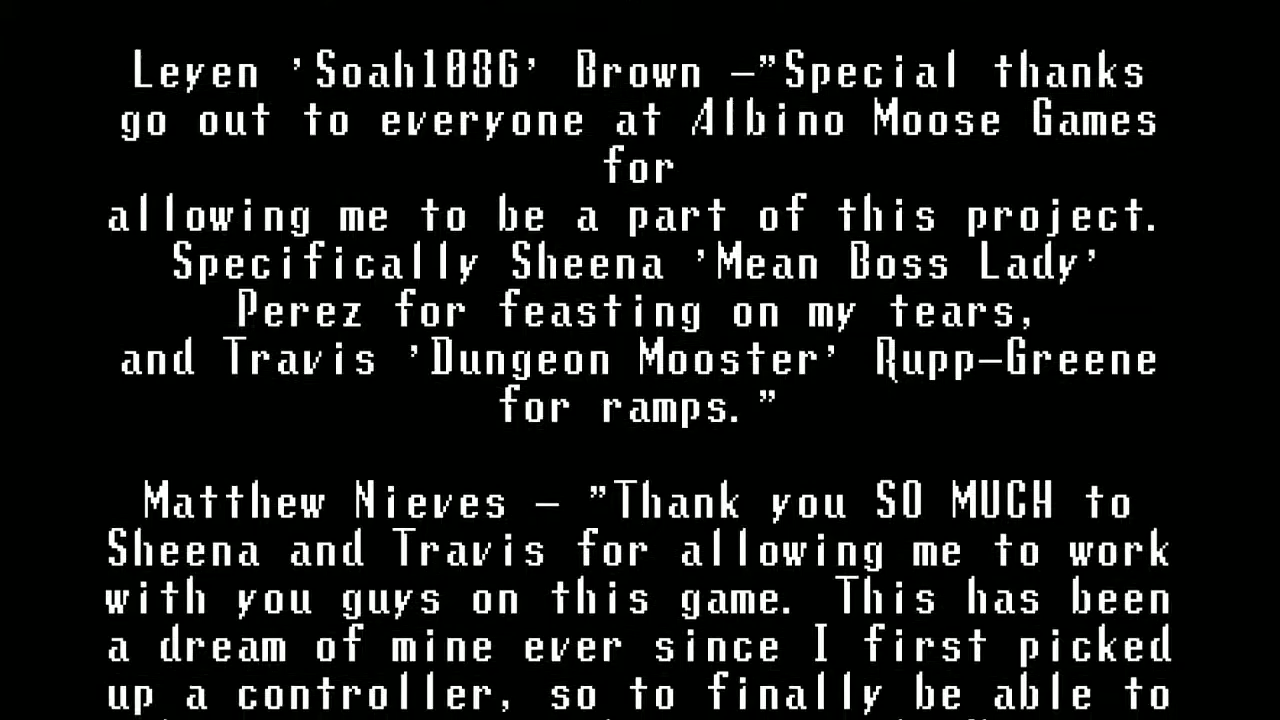 Leyen 'Soah1086' Brown -"Special thanks
go out to everyone at Albino Moose Games
for
allowing me to be a part of this project.
Specifically Sheena 'Mean Boss Lady'
Perez for feasting on my tears,
and Travis 'Dungeon Mooster' Rupp-Greene
for ramps."
Matthew Nieves - "Thank you SO MUCH to
Sheena and Travis for allowing me to work
with you guys on this game. This has been
a dream of mine ever since I first picked
up a controller, so to finally be able to